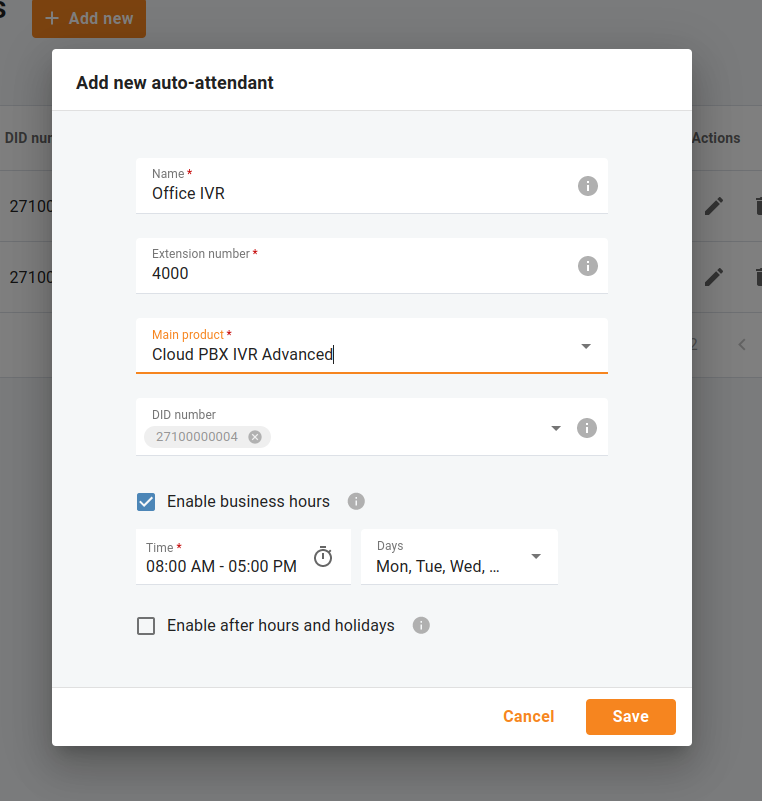 Add new
Add new auto-attendant
DID
Actions
Name *
Office IVR
27100
Extension number *
4000
27100
Main product *
Cloud PBX IVR Advanced
2
DID number
27100000004
Enable business hours
Time *
08:00 AM - 05:00 PM
Days
Mon, Tue, Wed, ...
Enable after hours and holidays
Cancel
Save